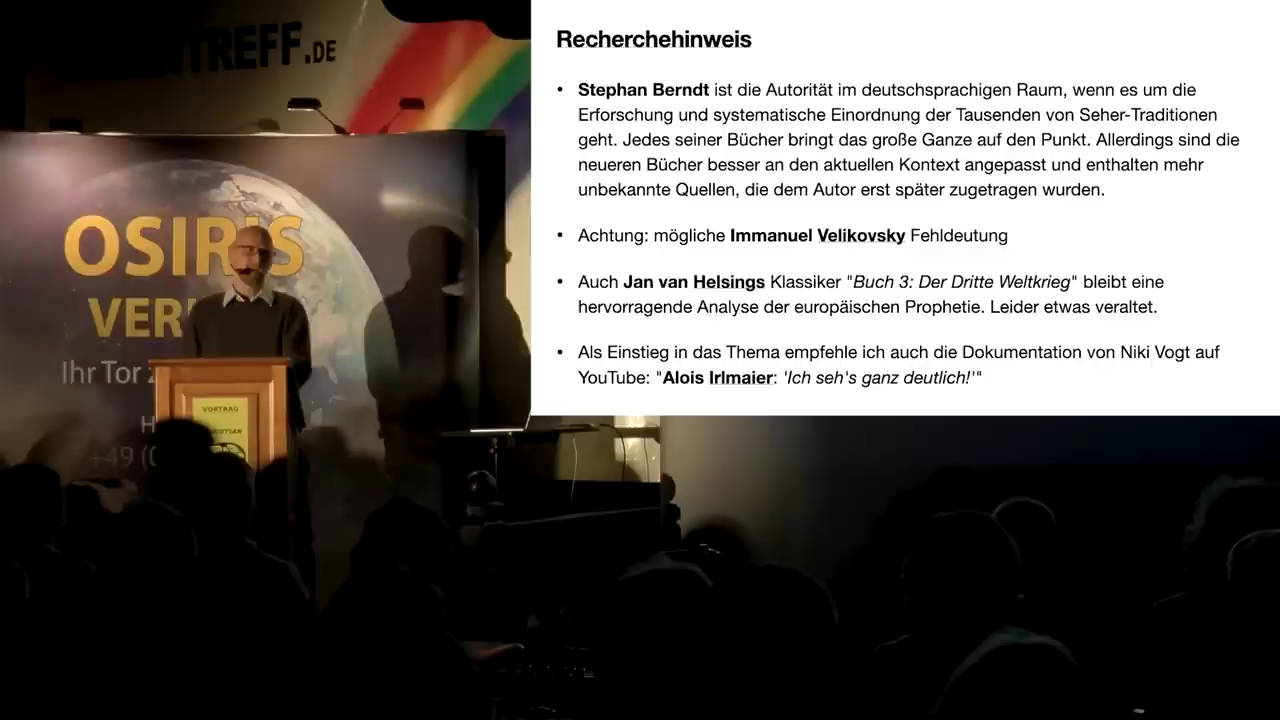 TREFF.DE
OSIRIS
VER
Ihr Tor z
H
+49 (0
VORTRAG
Recherchehinweis
• Stephan Berndt ist die Autorität im deutschsprachigen Raum, wenn es um die
Erforschung und systematische Einordnung der Tausenden von Seher-Traditionen
geht. Jedes seiner Bücher bringt das große Ganze auf den Punkt. Allerdings sind die
neueren Bücher besser an den aktuellen Kontext angepasst und enthalten mehr
unbekannte Quellen, die dem Autor erst später zugetragen wurden.
• Achtung: mögliche Immanuel Velikovsky Fehldeutung
• Auch Jan van Helsings Klassiker "Buch 3: Der Dritte Weltkrieg" bleibt eine
hervorragende Analyse der europäischen Prophetie. Leider etwas veraltet.
• Als Einstieg in das Thema empfehle ich auch die Dokumentation von Niki Vogt auf
YouTube: "Alois Irlmaier: 'Ich seh's ganz deutlich!'"